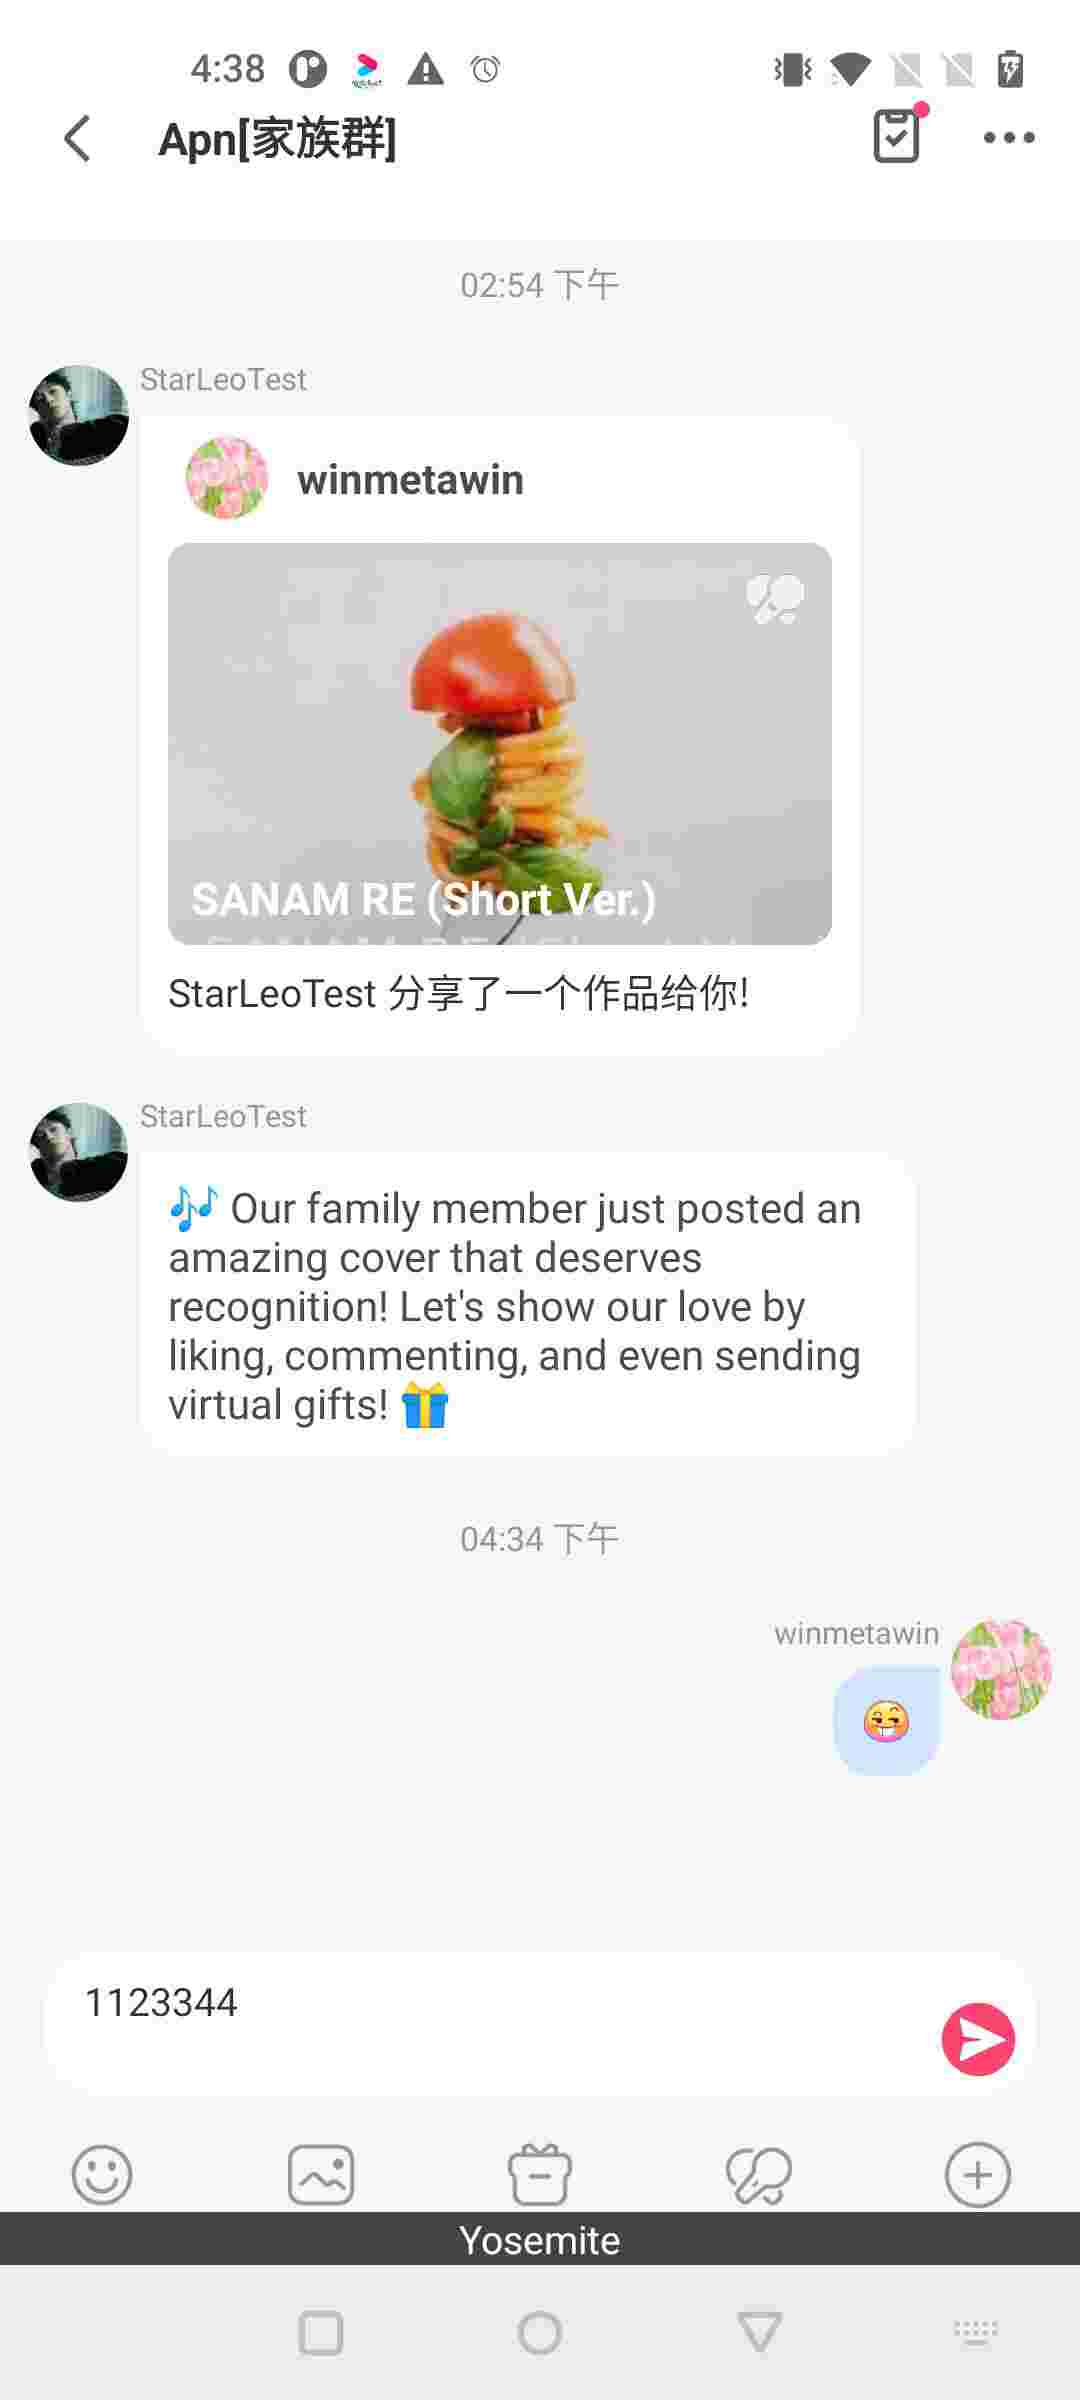 4:38
Apn[家族群]
02:54 下午
StarLeoTest
winmetawin
SANAM RE (Short Ver.)
StarLeoTest 分享了一个作品给你!
StarLeoTest
🎶 Our family member just posted an
amazing cover that deserves
recognition! Let's show our love by
liking, commenting, and even sending
virtual gifts! 🎁
04:34 下午
winmetawin
1123344
Yosemite